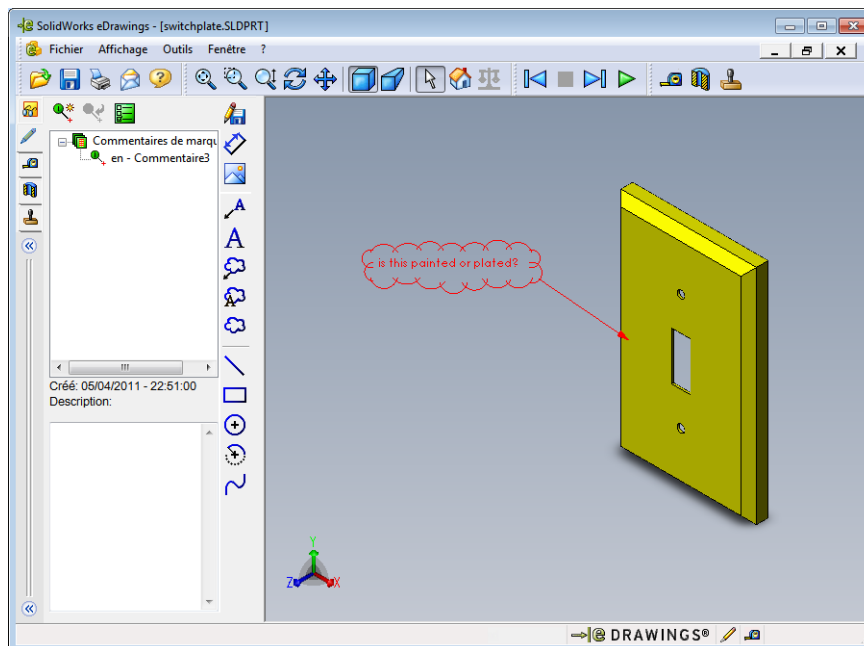 SolidWorks eDrawings - [switchplate.SLDPRT]
Fichier Affichage Outils Fenêtre ?
Commentaires de marqu
en - Commentaire3
Créé: 05/04/2011 - 22:51:00
Description:
A
A
A
is this painted or plated?
Y
Z
X
eDRAWINGS®